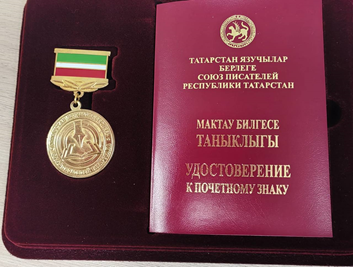 ТАТАРСТАН ЯЗУЧЫЛАР
БЕРЛЕГЕ
СОЮЗ ПИСАТЕЛЕЙ
РЕСПУБЛИКИ ТАТАРСТАН
МАКТАУ БИЛГЕСЕ
ТАНЫКЛЫГЫ
УДОСТОВЕРЕНИЕ
К ПОЧЕТНОМУ ЗНАКУ